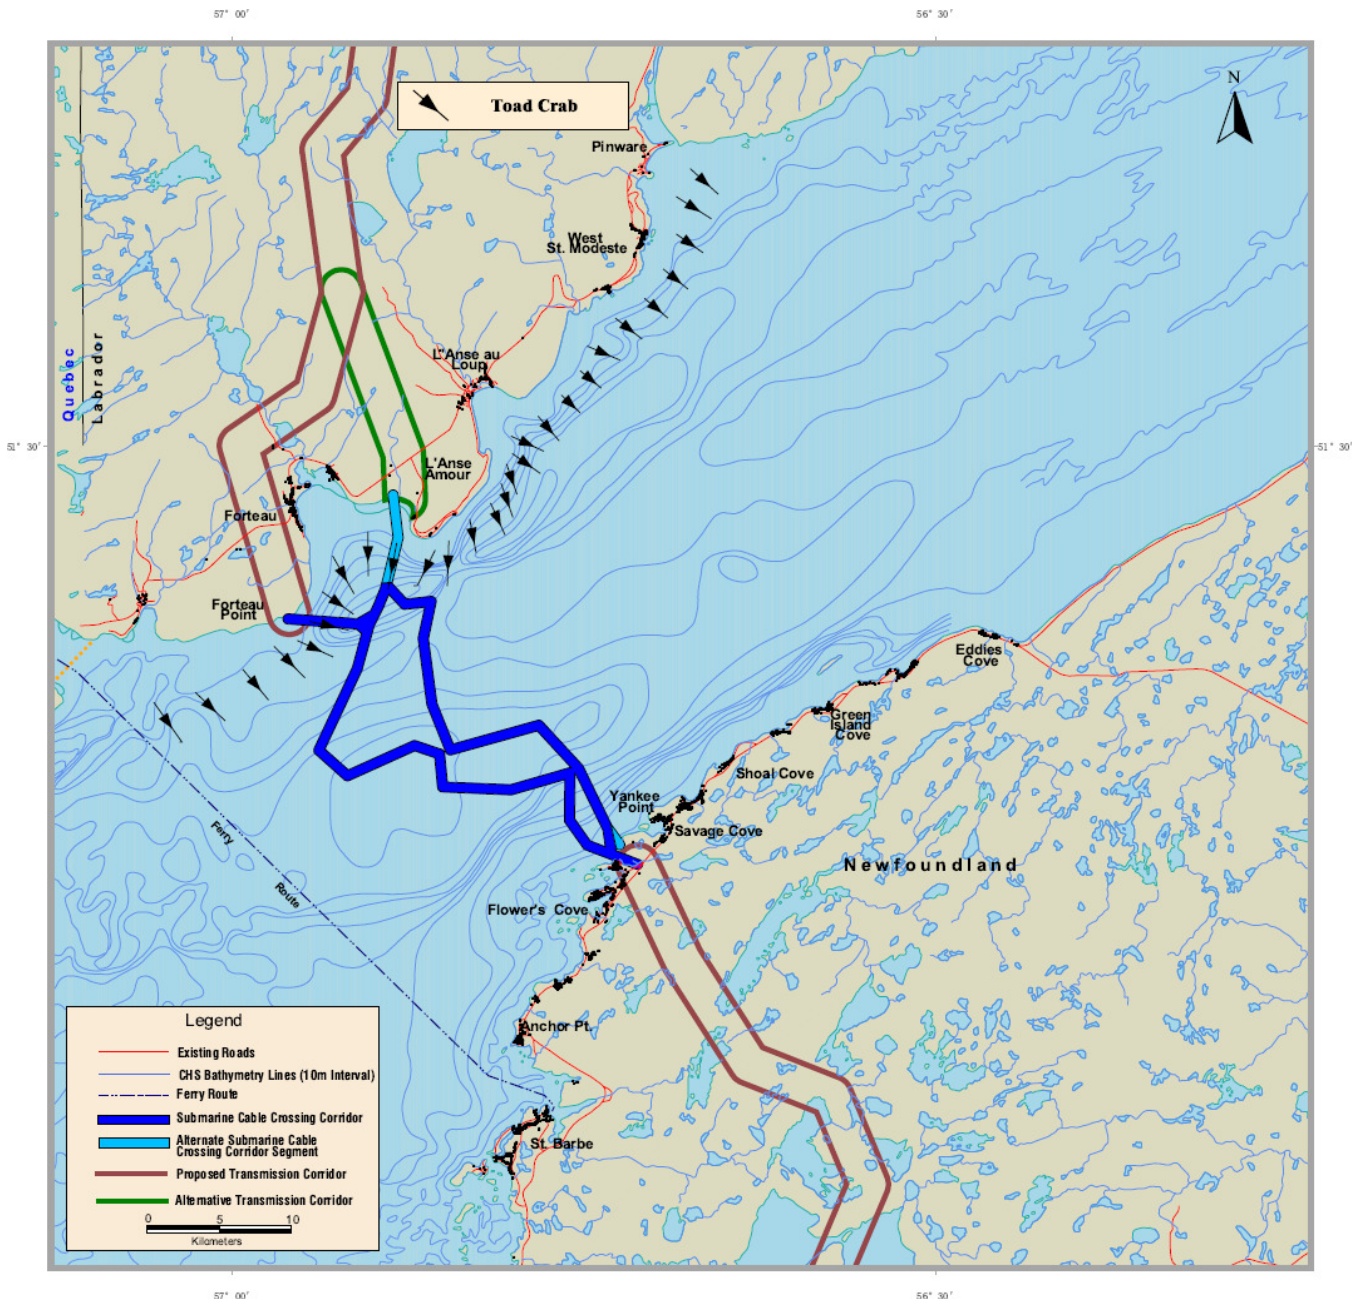 57° 00'
56° 30'
Toad Crab
N
Pinware
West
St. Modeste
L"Anse au
Loup
Quebec
Labrador
51° 30'
51° 30'
L'Anse
Amour
Forteau
Forteau
Point
Eddies
Cove
Green
Island
Cove
Shoal Cove
Yankee
Point
Savage Cove
Ferry
Route
Newfoundland
Flower's Cove
Anchor Pt.
St. Barbe
Legend
Existing Roads
CHS Bathymetry Lines (10m Interval)
Ferry Route
Submarine Cable Crossing Corridor
Alternate Submarine Cable
Crossing Corridor Segment
Proposed Transmission Corridor
Alternative Transmission Corridor
0 5 10
Kilometers
57° 00'
56° 30'